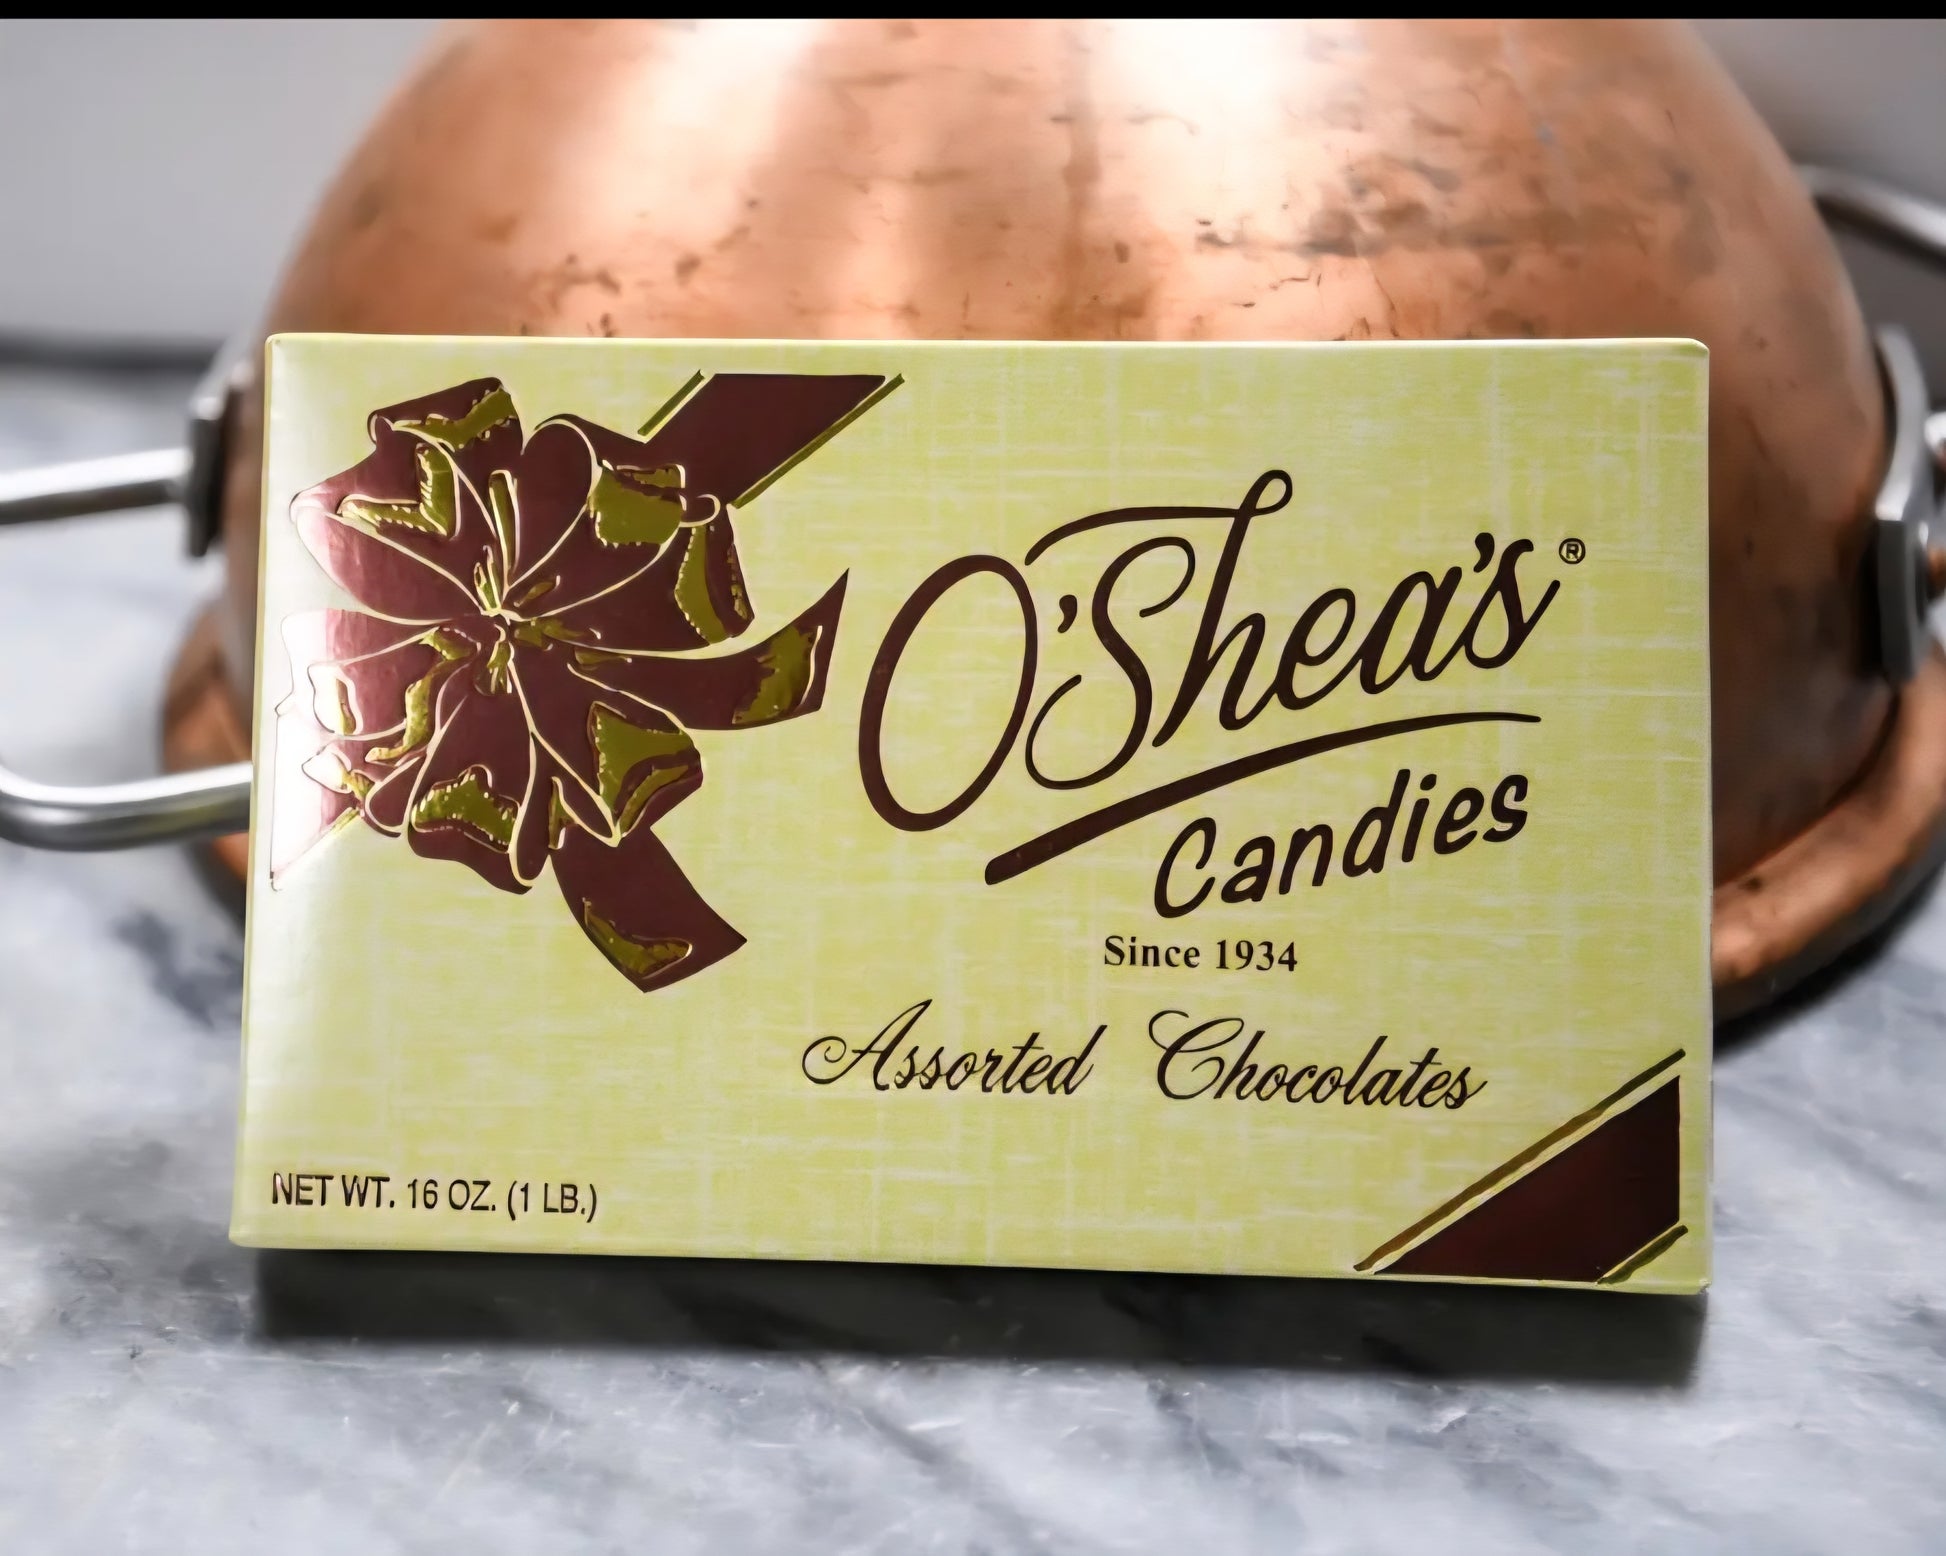 O'Shea's®
Candies
Since 1934
Assorted Chocolates
NET WT. 16 OZ. (1 LB.)